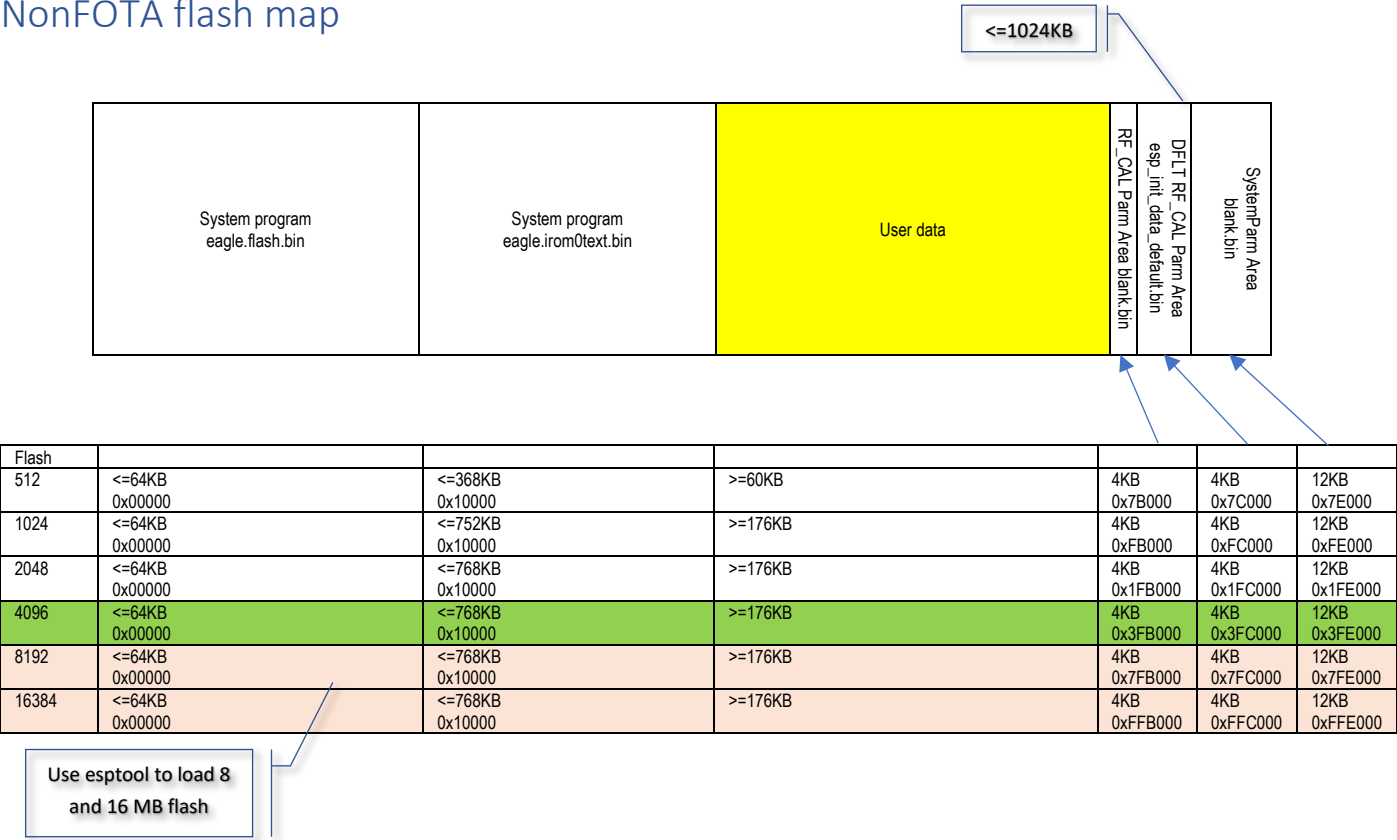 NonFOTA flash map
<=1024KB
System program
eagle.flash.bin
System program
eagle.irom0text.bin
User data
RF_CAL Parm Area blank.bin
DFLT RF_CAL Parm Area
esp_init_data_default.bin
SystemParm Area
blank.bin
Flash
512 <=64KB <=368KB >=60KB 4KB 4KB 12KB
0x00000 0x10000 0x7B000 0x7C000 0x7E000
1024 <=64KB <=752KB >=176KB 4KB 4KB 12KB
0x00000 0x10000 0xFB000 0xFC000 0xFE000
2048 <=64KB <=768KB >=176KB 4KB 4KB 12KB
0x00000 0x10000 0x1FB000 0x1FC000 0x1FE000
4096 <=64KB <=768KB >=176KB 4KB 4KB 12KB
0x00000 0x10000 0x3FB000 0x3FC000 0x3FE000
8192 <=64KB <=768KB >=176KB 4KB 4KB 12KB
0x00000 0x10000 0x7FB000 0x7FC000 0x7FE000
16384 <=64KB <=768KB >=176KB 4KB 4KB 12KB
0x00000 0x10000 0xFFB000 0xFFC000 0xFFE000
Use esptool to load 8
and 16 MB flash